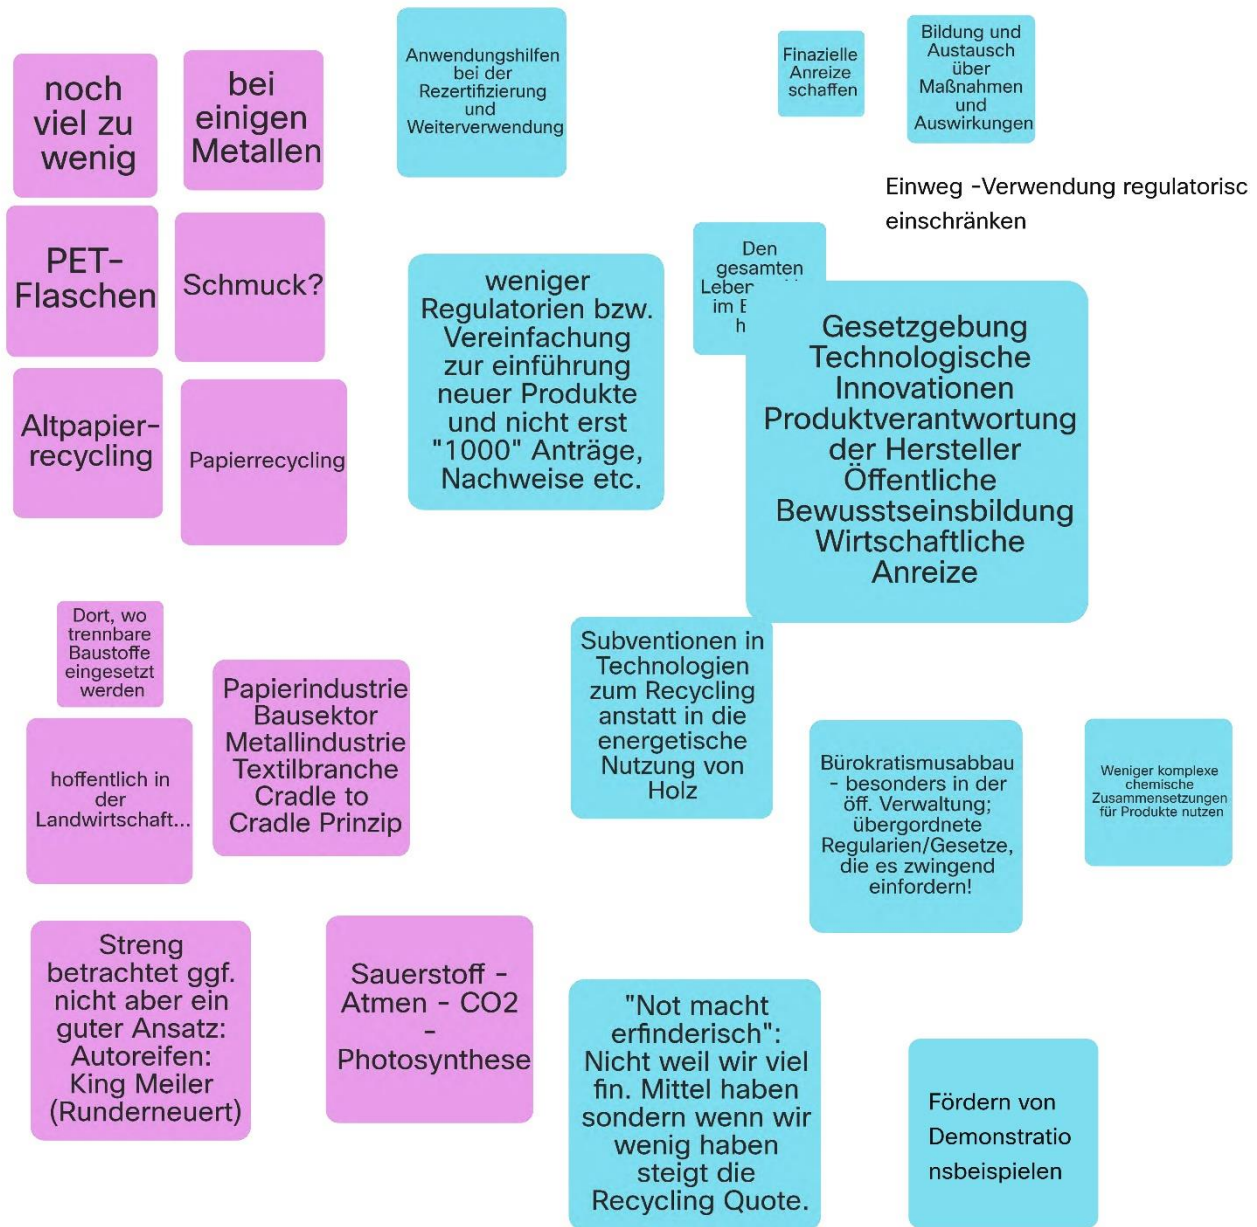 noch
viel zu
wenig
bei
einigen
Metallen
PET-
Flaschen
Schmuck?
Altpapier-
recycling
Papierrecycling
Dort, wo
trennbare
Baustoffe
eingesetzt
werden
hoffentlich in
der
Landwirtschaft...
Papierindustrie
Bausektor
Metallindustrie
Textilbranche
Cradle to
Cradle Prinzip
Streng
betrachtet ggf.
nicht aber ein
guter Ansatz:
Autoreifen:
King Meiler
(Runderneuert)
Sauerstoff -
Atmen - CO2
-
Photosynthese
Anwendungshilfen
bei der
Rezertifizierung
und
Weiterverwendung
Finazielle
Anreize
schaffen
Bildung und
Austausch
über
Maßnahmen
und
Auswirkungen
Einweg -Verwendung regulatorisc
einschränken
weniger
Regulatorien bzw.
Vereinfachung
zur einführung
neuer Produkte
und nicht erst
"1000" Anträge,
Nachweise etc.
Den
gesamten
im
Gesetzgebung
Technologische
Innovationen
Produktverantwortung
der Hersteller
Öffentliche
Bewusstseinsbildung
Wirtschaftliche
Anreize
Subventionen in
Technologien
zum Recycling
anstatt in die
energetische
Nutzung von
Holz
Bürokratismusabbau
- besonders in der
öff. Verwaltung;
übergordnete
Regularien/Gesetze,
die es zwingend
einfordern!
Weniger komplexe
chemische
Zusammensetzungen
für Produkte nutzen
"Not macht
erfinderisch":
Nicht weil wir viel
fin. Mittel haben
sondern wenn wir
wenig haben
steigt die
Recycling Quote.
Fördern von
Demonstratio
nsbeispielen